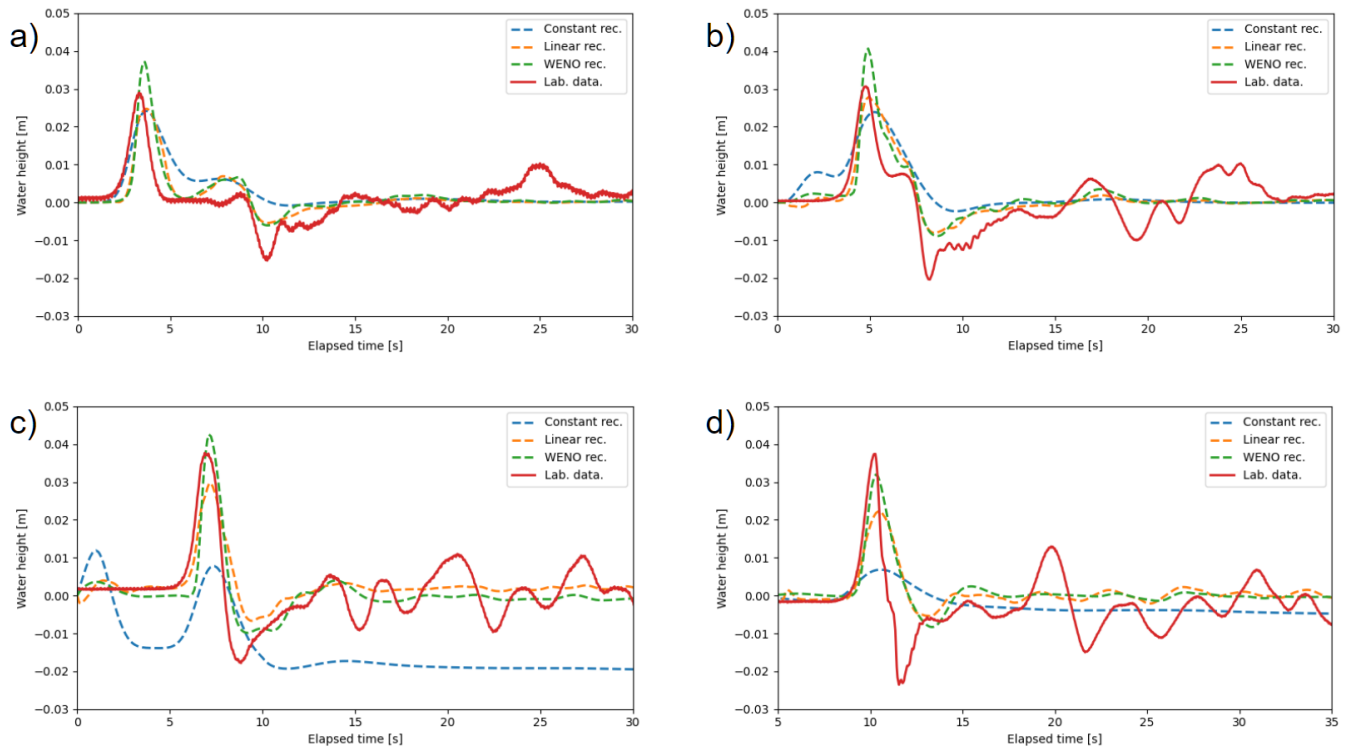 a)
0.05
0.04
0.03
0.02
0.01
0.00
−0.01
−0.02
−0.03
Water height [m]
Constant rec.
Linear rec.
WENO rec.
Lab. data.
0 5 10 15 20 25 30
Elapsed time [s]
b)
0.05
0.04
0.03
0.02
0.01
0.00
−0.01
−0.02
−0.03
Water height [m]
Constant rec.
Linear rec.
WENO rec.
Lab. data.
0 5 10 15 20 25 30
Elapsed time [s]
c)
0.05
0.04
0.03
0.02
0.01
0.00
−0.01
−0.02
−0.03
Water height [m]
Constant rec.
Linear rec.
WENO rec.
Lab. data.
0 5 10 15 20 25 30
Elapsed time [s]
d)
0.05
0.04
0.03
0.02
0.01
0.00
−0.01
−0.02
−0.03
Water height [m]
Constant rec.
Linear rec.
WENO rec.
Lab. data.
5 10 15 20 25 30 35
Elapsed time [s]